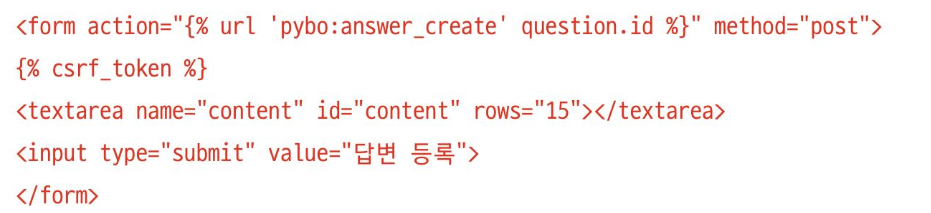 <form action="{% url 'pybo:answer_create' question.id %}" method="post">
{% csrf_token %}
<textarea name="content" id="content" rows="15"></textarea>
<input type="submit" value="답변 등록">
</form>